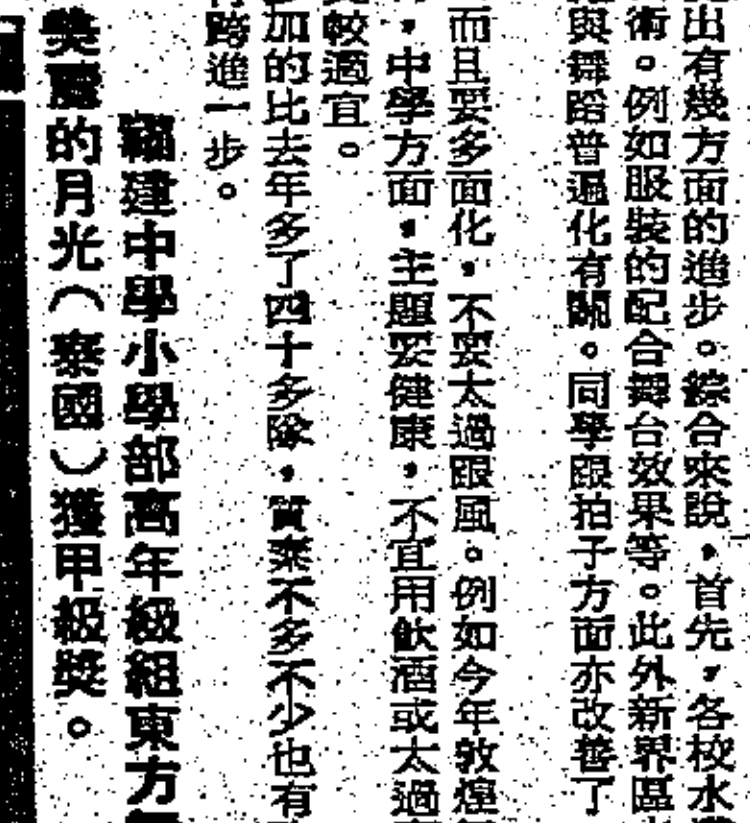 出有幾方面的進步。綜合來說，首先，各校水
術。例如服裝的配合舞台效果等。此外新界區
與舞蹈普遍化有關。同學跟拍子方面亦改善了
而且要多面化，不要太過跟風。例如今年敦煌
，中學方面，主題要健康，不宜用飲酒或太過
較適宜。
加的比去年多了四十多隊，質素不多不少也有
跨進一步。
福建中學小學部高年級組東方
美麗的月光（泰國）獲甲級獎。